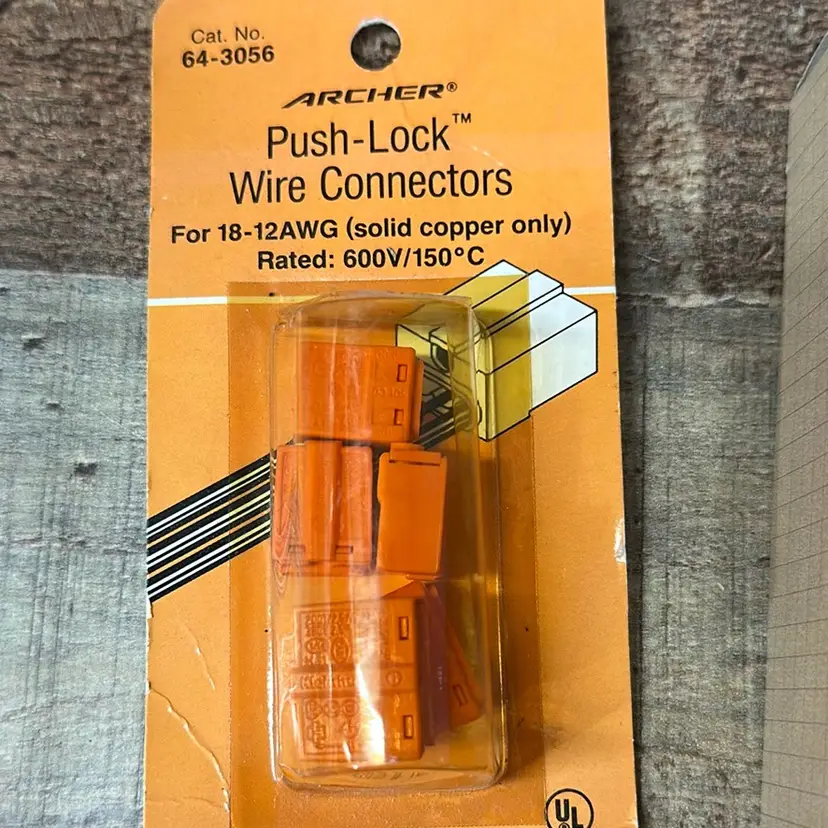 Cat. No.
64-3056
ARCHER®
Push-Lock™
Wire Connectors
For 18-12AWG (solid copper only)
Rated: 600V/150°C
UL
®